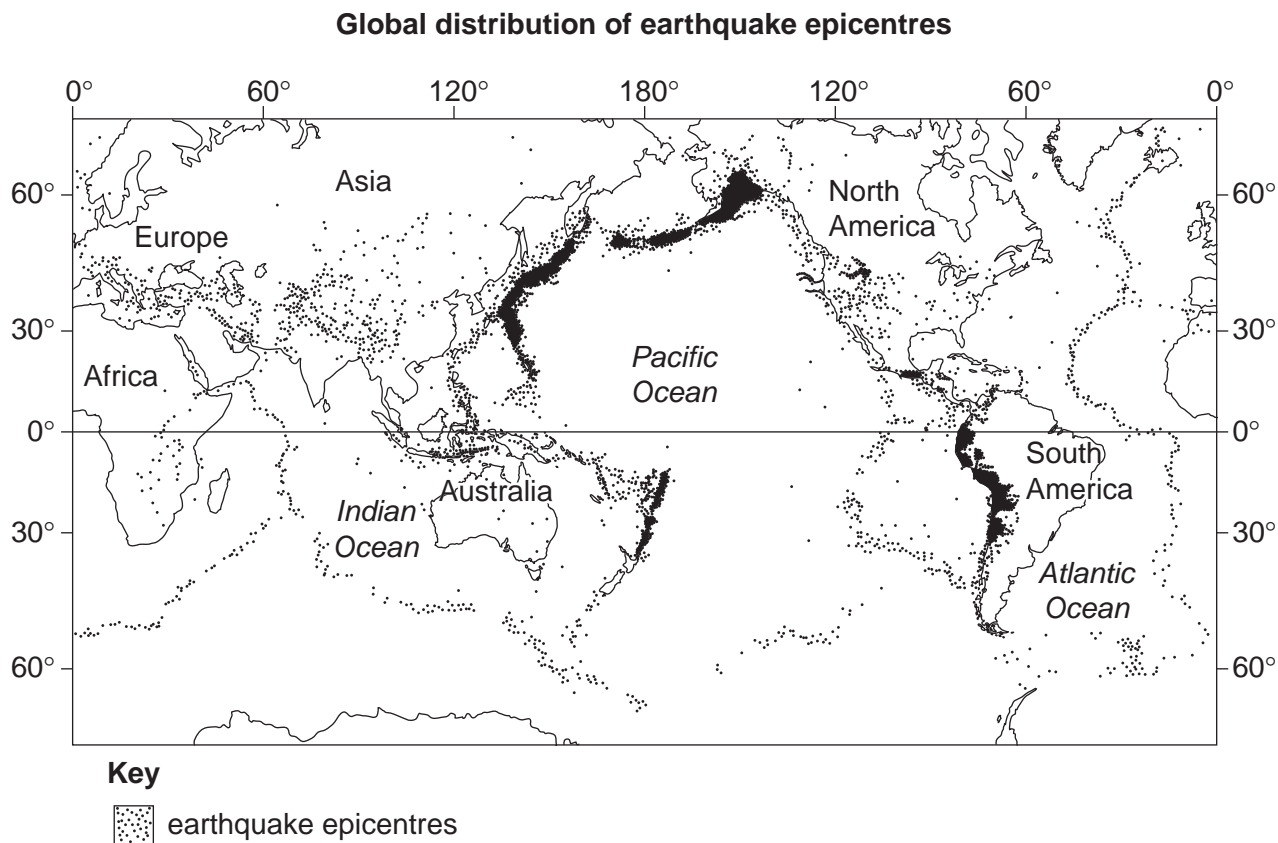 Global distribution of earthquake epicentres
0° 60° 120° 180° 120° 60° 0°
60° Asia North 60°
America
Europe
30° 30°
Africa Pacific
Ocean
0° 0°
South
America
Australia
Indian
Ocean
30° 30°
Atlantic
Ocean
60° 60°
Key
earthquake epicentres